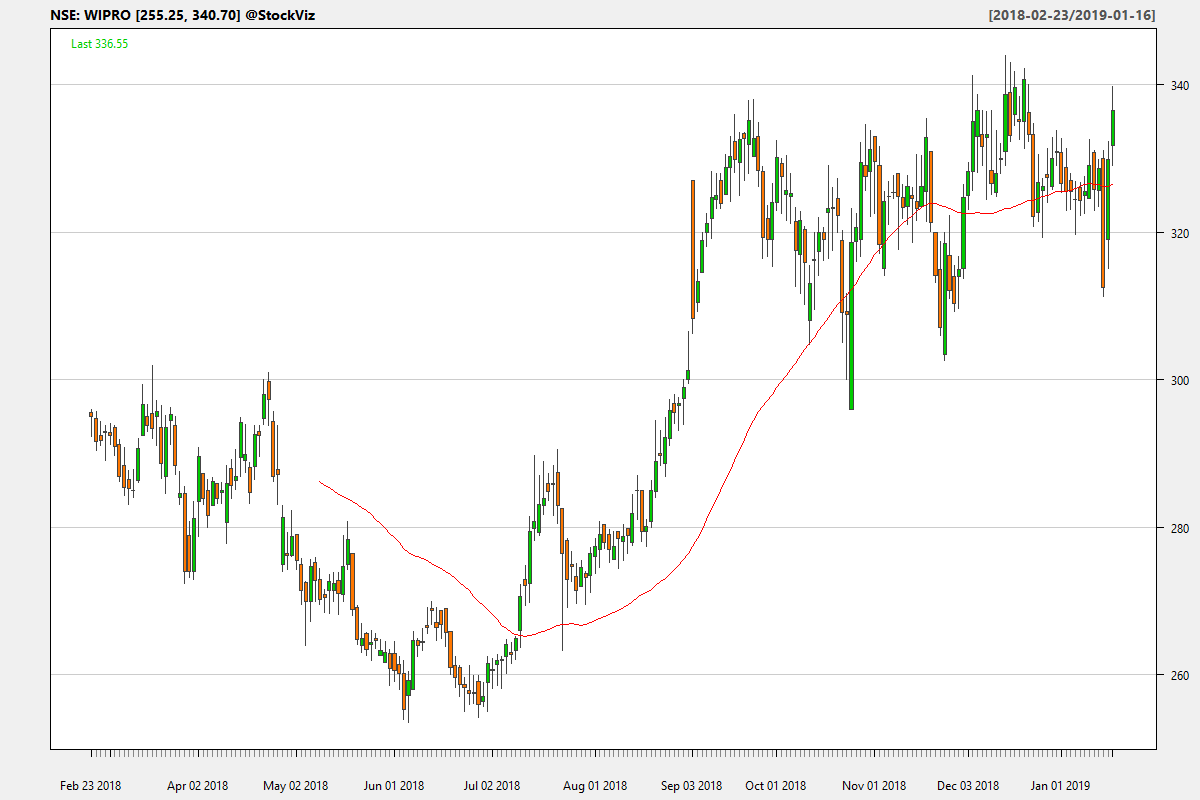 NSE: WIPRO [255.25, 340.70] @StockViz [2018-02-23/2019-01-16]
Last 336.55
340
320
300
280
260
Feb 23 2018 Apr 02 2018 May 02 2018 Jun 01 2018 Jul 02 2018 Aug 01 2018 Sep 03 2018 Oct 01 2018 Nov 01 2018 Dec 03 2018 Jan 01 2019